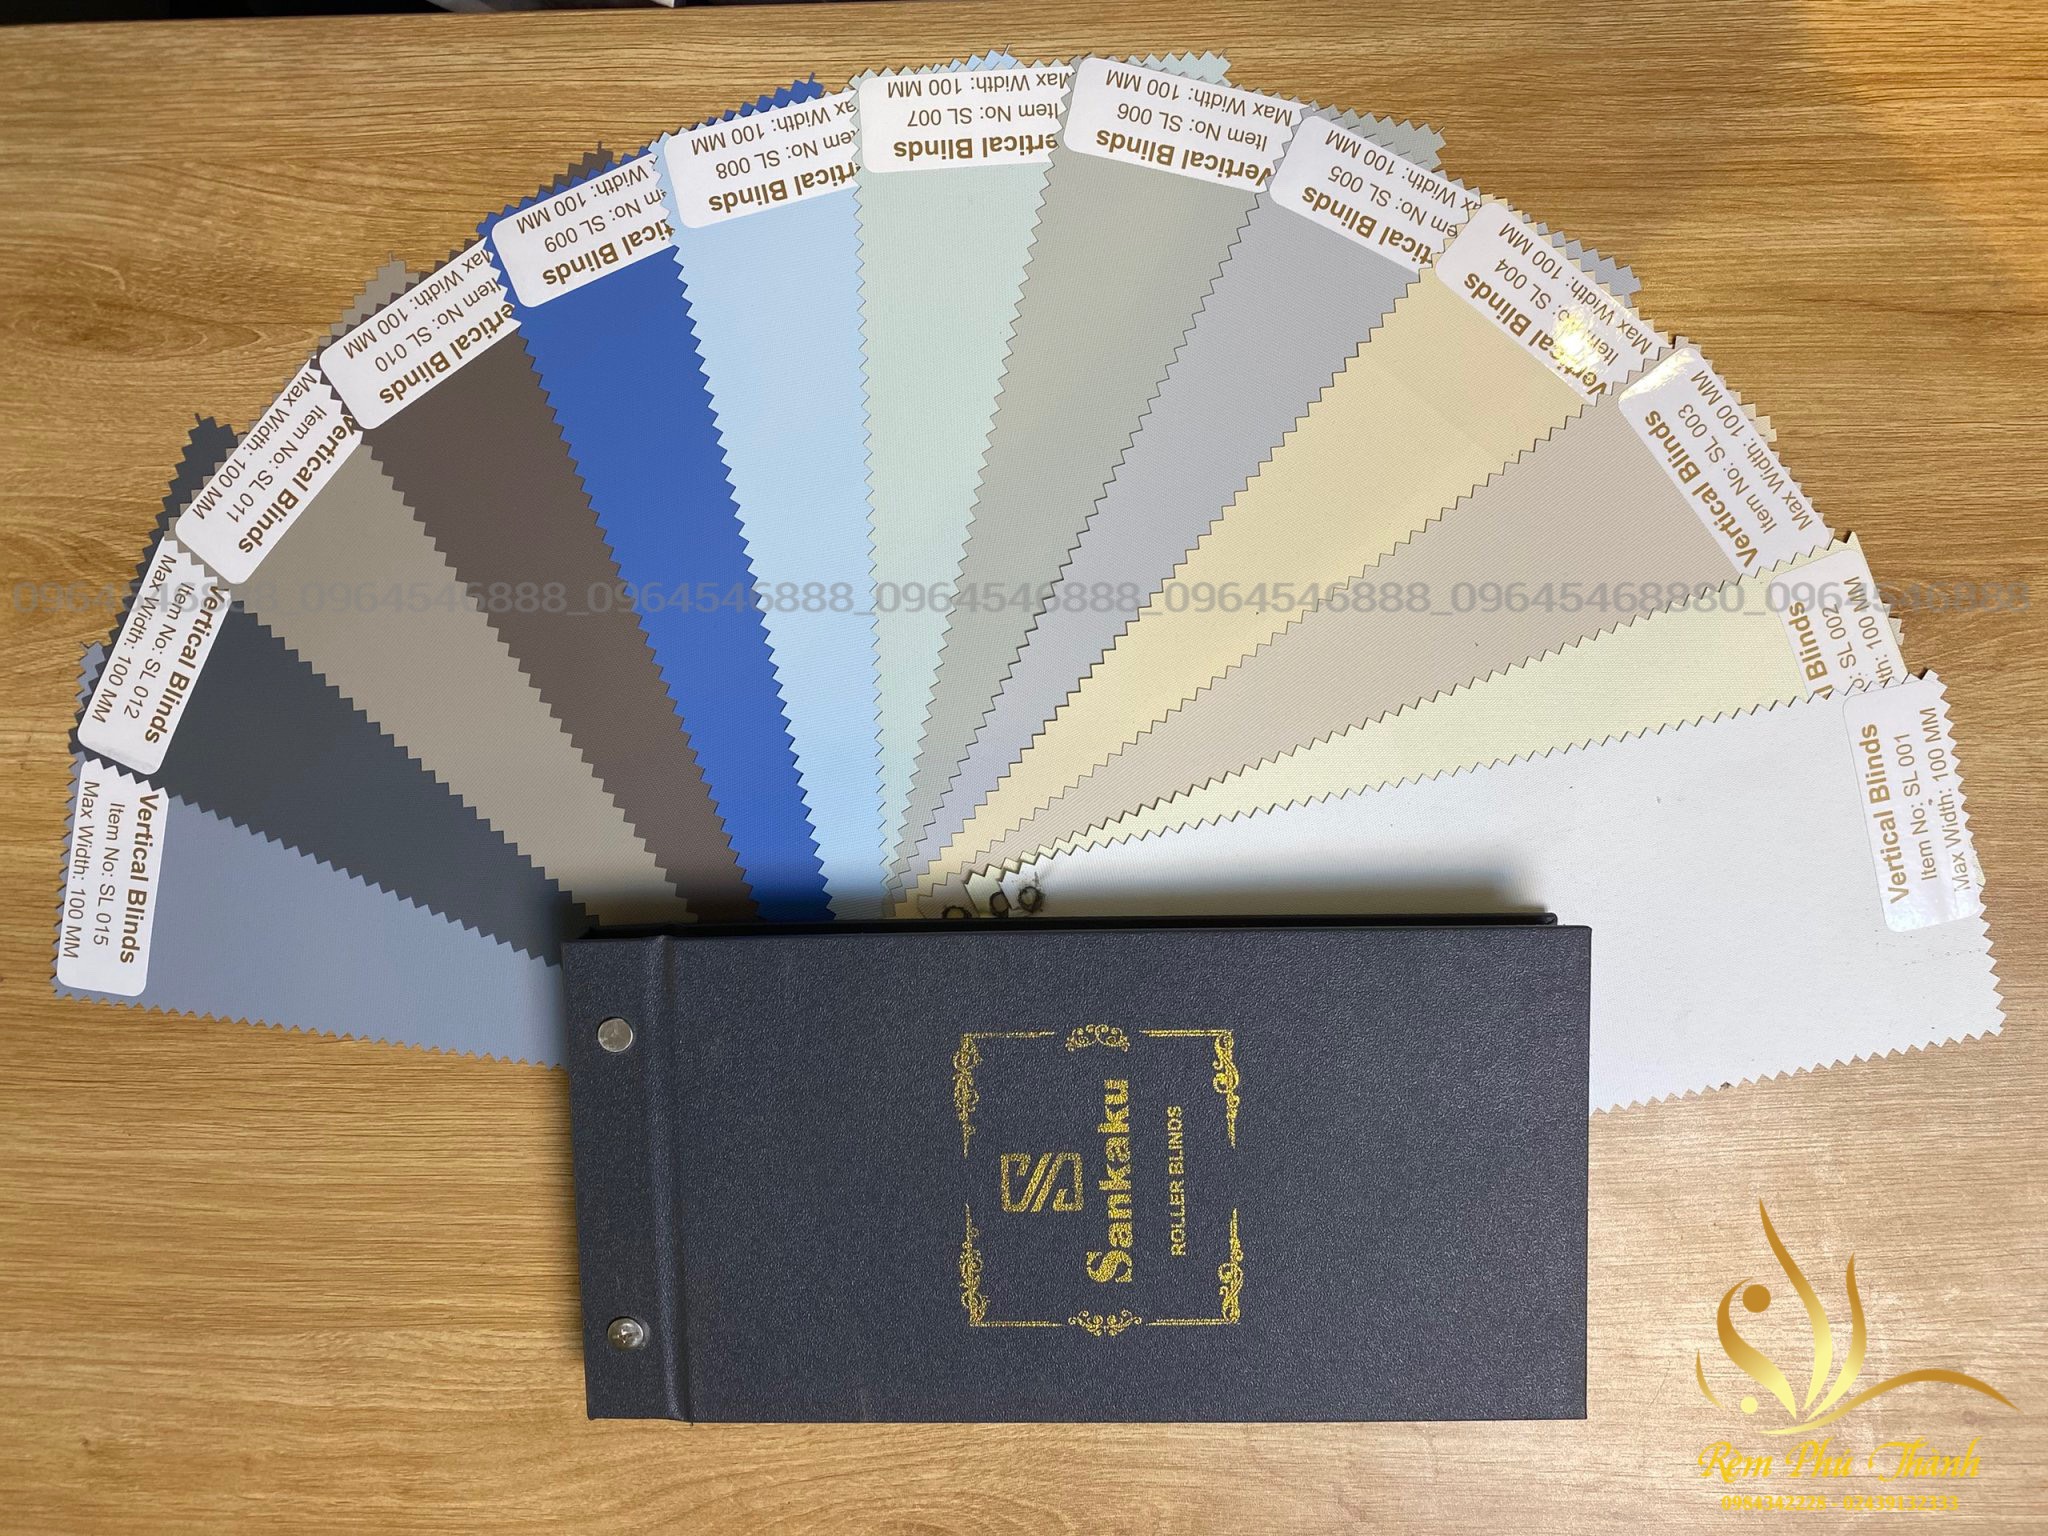 Max Width: 100 MM
Item No: SL 007
Vertical Blinds
Max Width: 100 MM
Item No: SL 006
Vertical Blinds
Max Width: 100 MM
Item No: SL 008
Vertical Blinds
Max Width: 100 MM
Item No: SL 005
Vertical Blinds
Max Width: 100 MM
Item No: SL 009
Vertical Blinds
Max Width: 100 MM
Item No: SL 004
Vertical Blinds
Max Width: 100 MM
Item No: SL 010
Vertical Blinds
Max Width: 100 MM
Item No: SL 003
Vertical Blinds
Max Width: 100 MM
Item No: SL 011
Vertical Blinds
Vertical Blinds
Item No: SL 012
Max Width: 100 MM
Blinds
SL 002
100 MM
Vertical Blinds
Item No: SL 015
Max Width: 100 MM
Vertical Blinds
Item No: SL 001
Max Width: 100 MM
0964546888_0964546888_0964546888_0964546888_0964546888_09645468880_0964546888
Sankaku
ROLLER BLINDS
Rèm Phú Thành
0984342228 - 02439132333